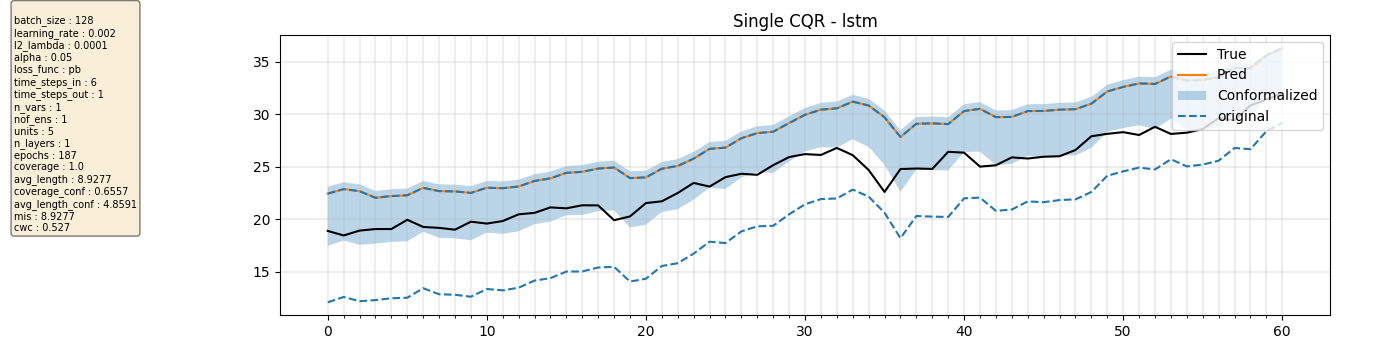 batch_size : 128
learning_rate : 0.002
l2_lambda : 0.0001
alpha : 0.05
loss_func : pb
time_steps_in : 6
time_steps_out : 1
n_vars : 1
nof_ens : 1
units : 5
n_layers : 1
epochs : 187
coverage : 1.0
avg_length : 8.9277
coverage_conf : 0.6557
avg_length_conf : 4.8591
mis : 8.9277
cwc : 0.527
Single CQR - lstm
35
30
25
20
15
0 10 20 30 40 50 60
True
Pred
Conformalized
original